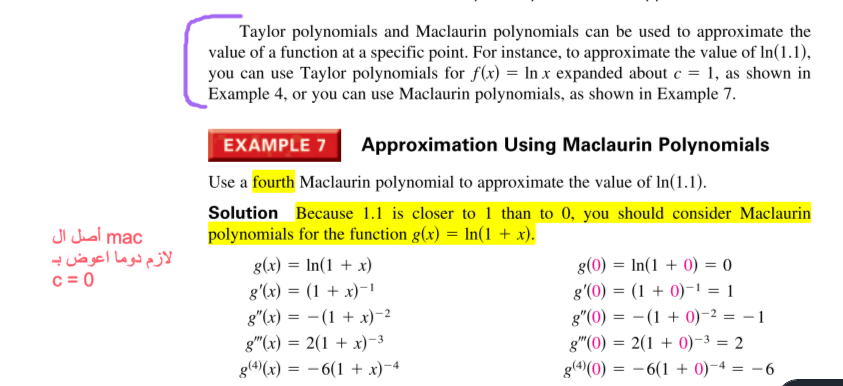 Taylor polynomials and Maclaurin polynomials can be used to approximate the
value of a function at a specific point. For instance, to approximate the value of ln(1.1),
you can use Taylor polynomials for f(x) = ln x expanded about c = 1, as shown in
Example 4, or you can use Maclaurin polynomials, as shown in Example 7.
EXAMPLE 7 Approximation Using Maclaurin Polynomials
Use a fourth Maclaurin polynomial to approximate the value of ln(1.1).
Solution Because 1.1 is closer to 1 than to 0, you should consider Maclaurin
polynomials for the function g(x) = ln(1 + x).
أصل ال mac
لازم دوما اعوض بـ
c = 0
g(x) = ln(1 + x) g(0) = ln(1 + 0) = 0
g′(x) = (1 + x)⁻¹ g′(0) = (1 + 0)⁻¹ = 1
g″(x) = −(1 + x)⁻² g″(0) = −(1 + 0)⁻² = −1
g‴(x) = 2(1 + x)⁻³ g‴(0) = 2(1 + 0)⁻³ = 2
g⁽⁴⁾(x) = −6(1 + x)⁻⁴ g⁽⁴⁾(0) = −6(1 + 0)⁻⁴ = −6